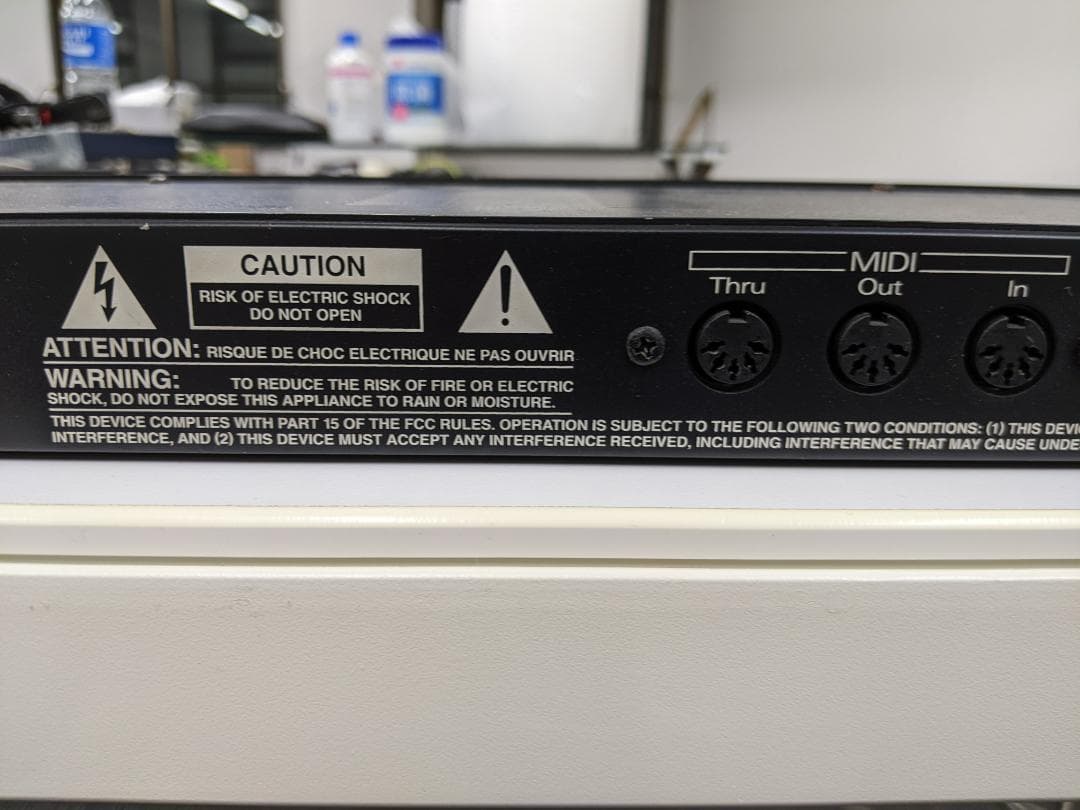 CAUTION
RISK OF ELECTRIC SHOCK
DO NOT OPEN
ATTENTION: RISQUE DE CHOC ELECTRIQUE NE PAS OUVRIR
WARNING: TO REDUCE THE RISK OF FIRE OR ELECTRIC
SHOCK, DO NOT EXPOSE THIS APPLIANCE TO RAIN OR MOISTURE.
THIS DEVICE COMPLIES WITH PART 15 OF THE FCC RULES. OPERATION IS SUBJECT TO THE FOLLOWING TWO CONDITIONS: (1) THIS DEVI
INTERFERENCE, AND (2) THIS DEVICE MUST ACCEPT ANY INTERFERENCE RECEIVED, INCLUDING INTERFERENCE THAT MAY CAUSE UNDE
MIDI
Thru Out In